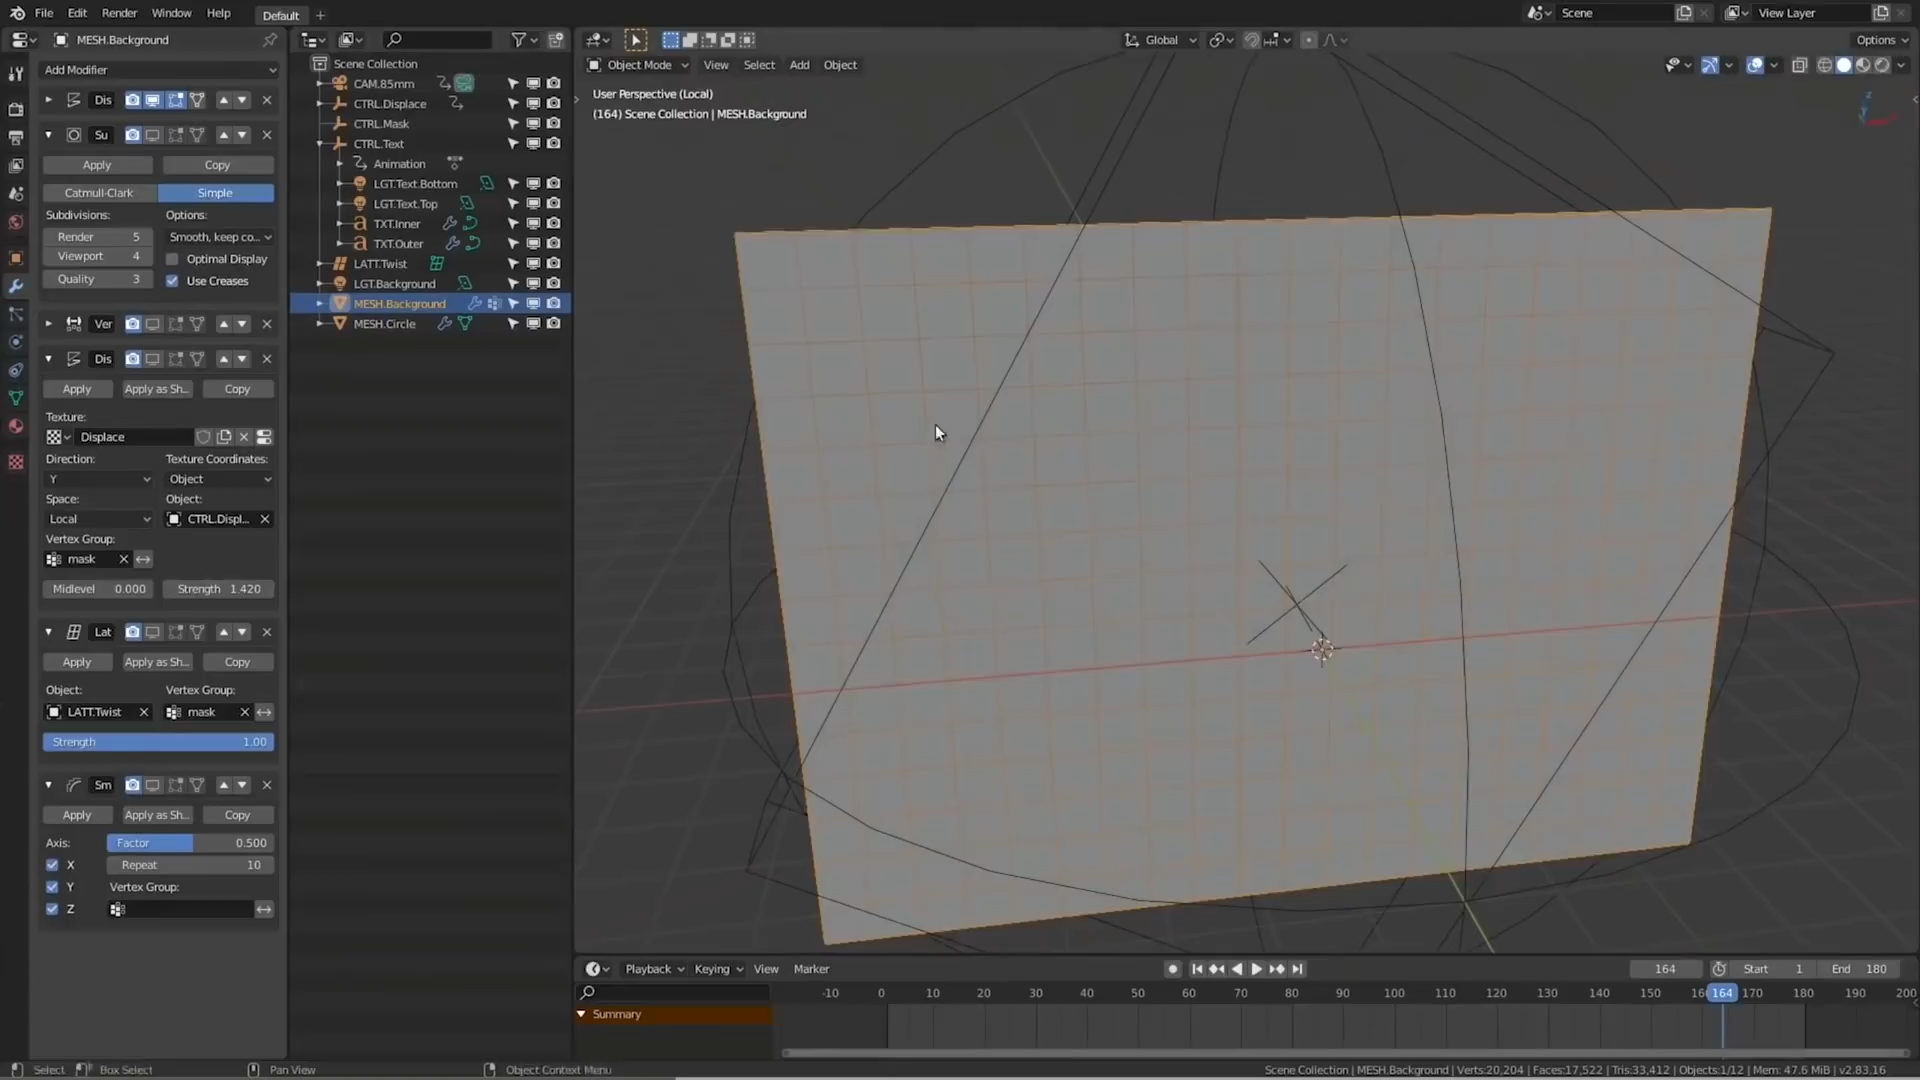 File Edit Render Window Help Default + Scene View Layer
MESH.Background
Global Options
Add Modifier
Object Mode View Select Add Object
Scene Collection
CAM.85mm
CTRL.Displace
CTRL.Mask
CTRL.Text
Animation
LGT.Text.Bottom
LGT.Text.Top
TXT.Inner
TXT.Outer
LATT.Twist
LGT.Background
MESH.Background
MESH.Circle
Dis
Su
Apply Copy
Catmull-Clark Simple
Subdivisions: Options:
Render 5 Smooth, keep co...
Viewport 4 Optimal Display
Quality 3 Use Creases
Ver
Dis
Apply Apply as Sh... Copy
Texture:
Displace
Direction: Texture Coordinates:
Y Object
Space: Object:
Local CTRL.Displ...
Vertex Group:
mask
Midlevel 0.000 Strength 1.420
Lat
Apply Apply as Sh... Copy
Object: Vertex Group:
LATT.Twist mask
Strength 1.00
Sm
Apply Apply as Sh... Copy
Axis: Factor 0.500
X Repeat 10
Y Vertex Group:
Z
User Perspective (Local)
(164) Scene Collection | MESH.Background
Z
Playback Keying View Marker 164 Start 1 End 180
-10 0 10 20 30 40 50 60 70 80 90 100 110 120 130 140 150 16 164 170 180 190 200
Summary
Select Box Select Pan View Object Context Menu Scene Collection | MESH.Background | Verts:20,204 | Faces:17,522 | Tris:33,412 | Objects:1/12 | Mem: 47.6 MiB | v2.83.16